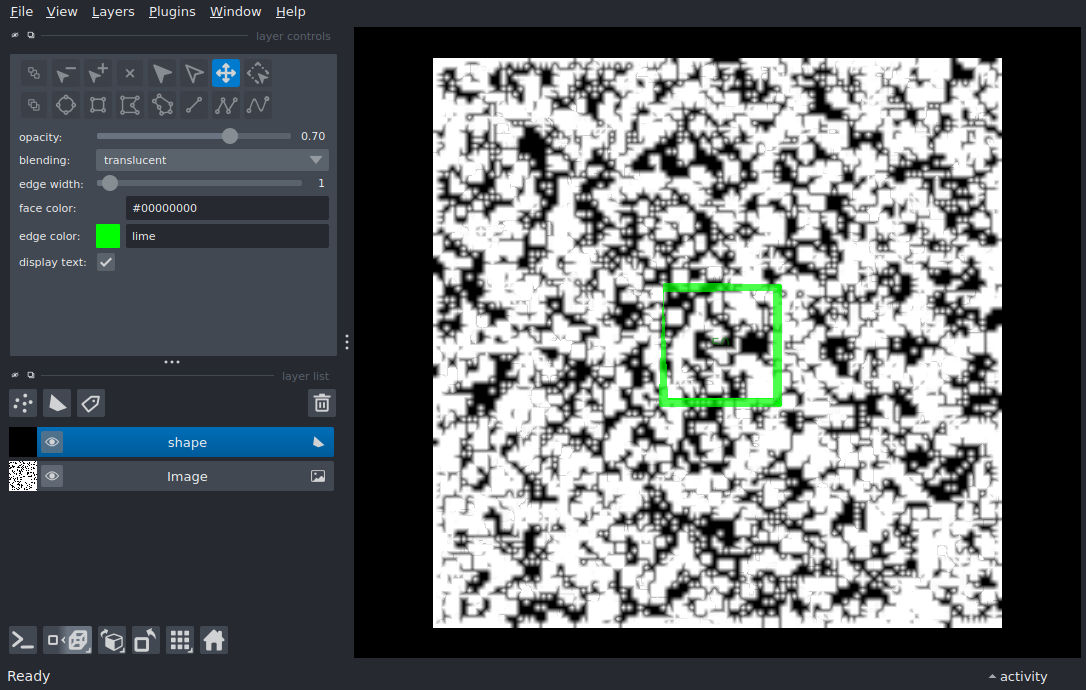 File View Layers Plugins Window Help
layer controls
opacity: 0.70
blending: translucent
edge width: 1
face color: #00000000
edge color: lime
display text:
layer list
shape
Image
Ready
activity